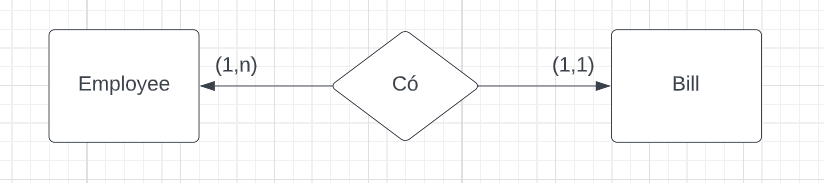 (1,n)
(1,1)
Employee
Có
Bill